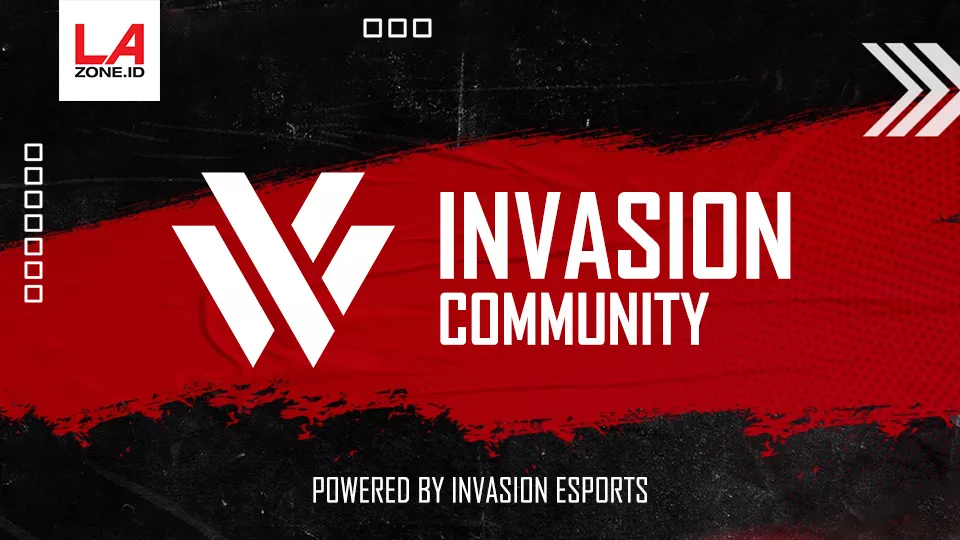 LA
ZONE.ID
INVASION
COMMUNITY
POWERED BY INVASION ESPORTS